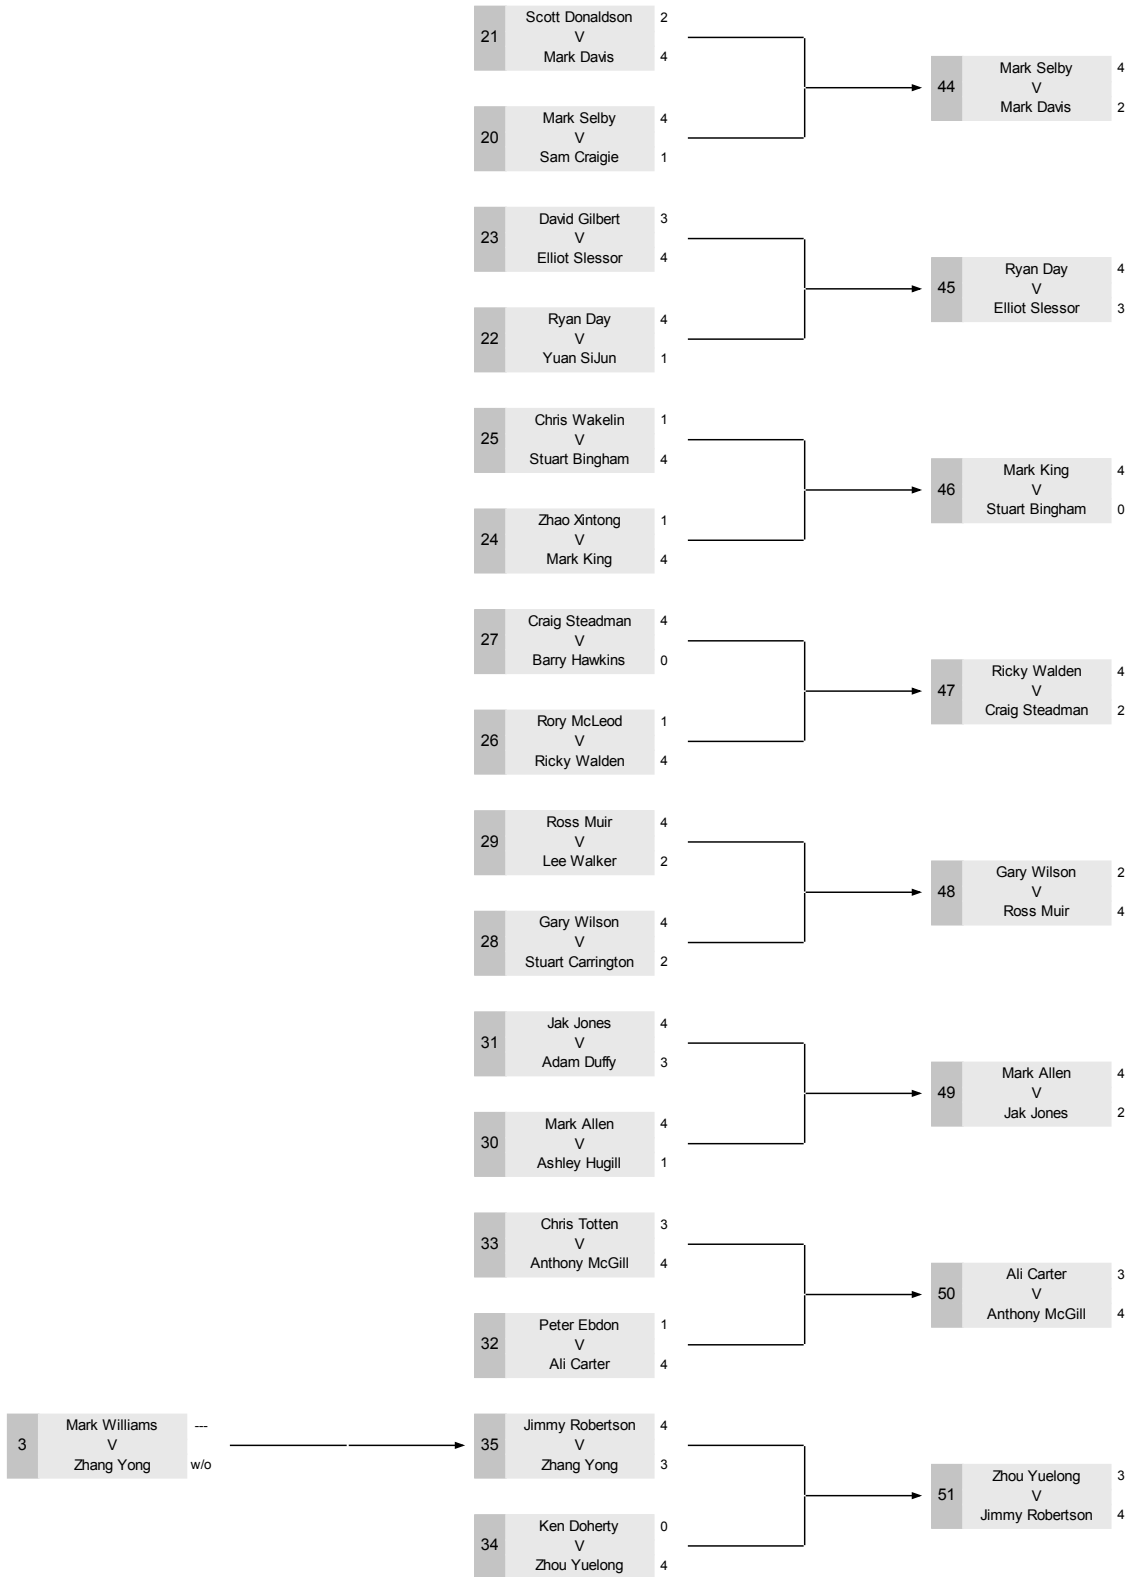 Scott Donaldson 2
21 V
Mark Davis 4
Mark Selby 4
44 V
Mark Davis 2
Mark Selby 4
20 V
Sam Craigie 1
David Gilbert 3
23 V
Elliot Slessor 4
Ryan Day 4
45 V
Elliot Slessor 3
Ryan Day 4
22 V
Yuan SiJun 1
Chris Wakelin 1
25 V
Stuart Bingham 4
Mark King 4
46 V
Stuart Bingham 0
Zhao Xintong 1
24 V
Mark King 4
Craig Steadman 4
27 V
Barry Hawkins 0
Ricky Walden 4
47 V
Craig Steadman 2
Rory McLeod 1
26 V
Ricky Walden 4
Ross Muir 4
29 V
Lee Walker 2
Gary Wilson 2
48 V
Ross Muir 4
Gary Wilson 4
28 V
Stuart Carrington 2
Jak Jones 4
31 V
Adam Duffy 3
Mark Allen 4
49 V
Jak Jones 2
Mark Allen 4
30 V
Ashley Hugill 1
Chris Totten 3
33 V
Anthony McGill 4
Ali Carter 3
50 V
Anthony McGill 4
Peter Ebdon 1
32 V
Ali Carter 4
Mark Williams ---
3 V
Zhang Yong w/o
Jimmy Robertson 4
35 V
Zhang Yong 3
Zhou Yuelong 3
51 V
Jimmy Robertson 4
Ken Doherty 0
34 V
Zhou Yuelong 4